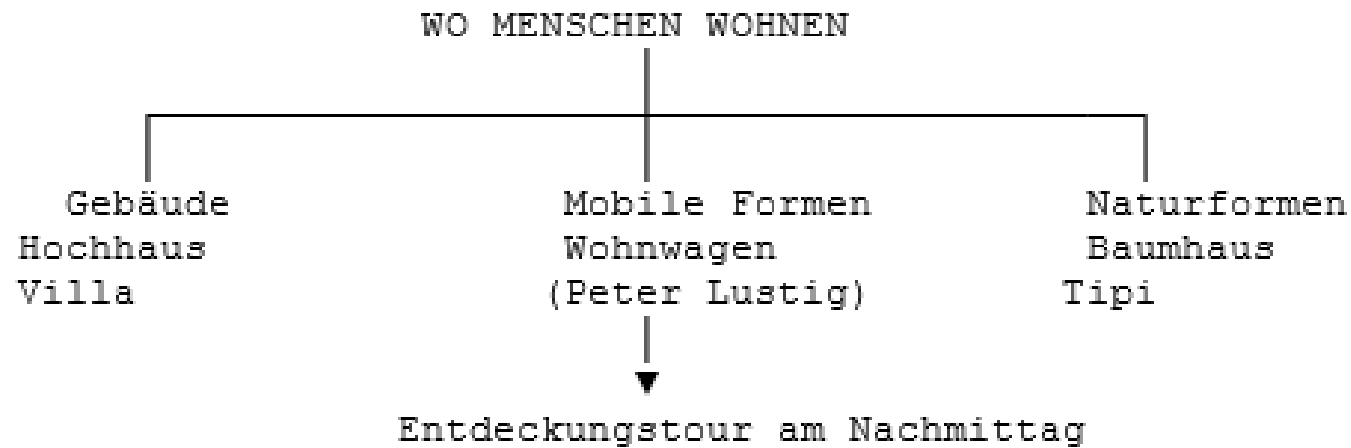 WO MENSCHEN WOHNEN
Gebäude Mobile Formen Naturformen
Hochhaus Wohnwagen Baumhaus
Villa (Peter Lustig) Tipi
Entdeckungstour am Nachmittag